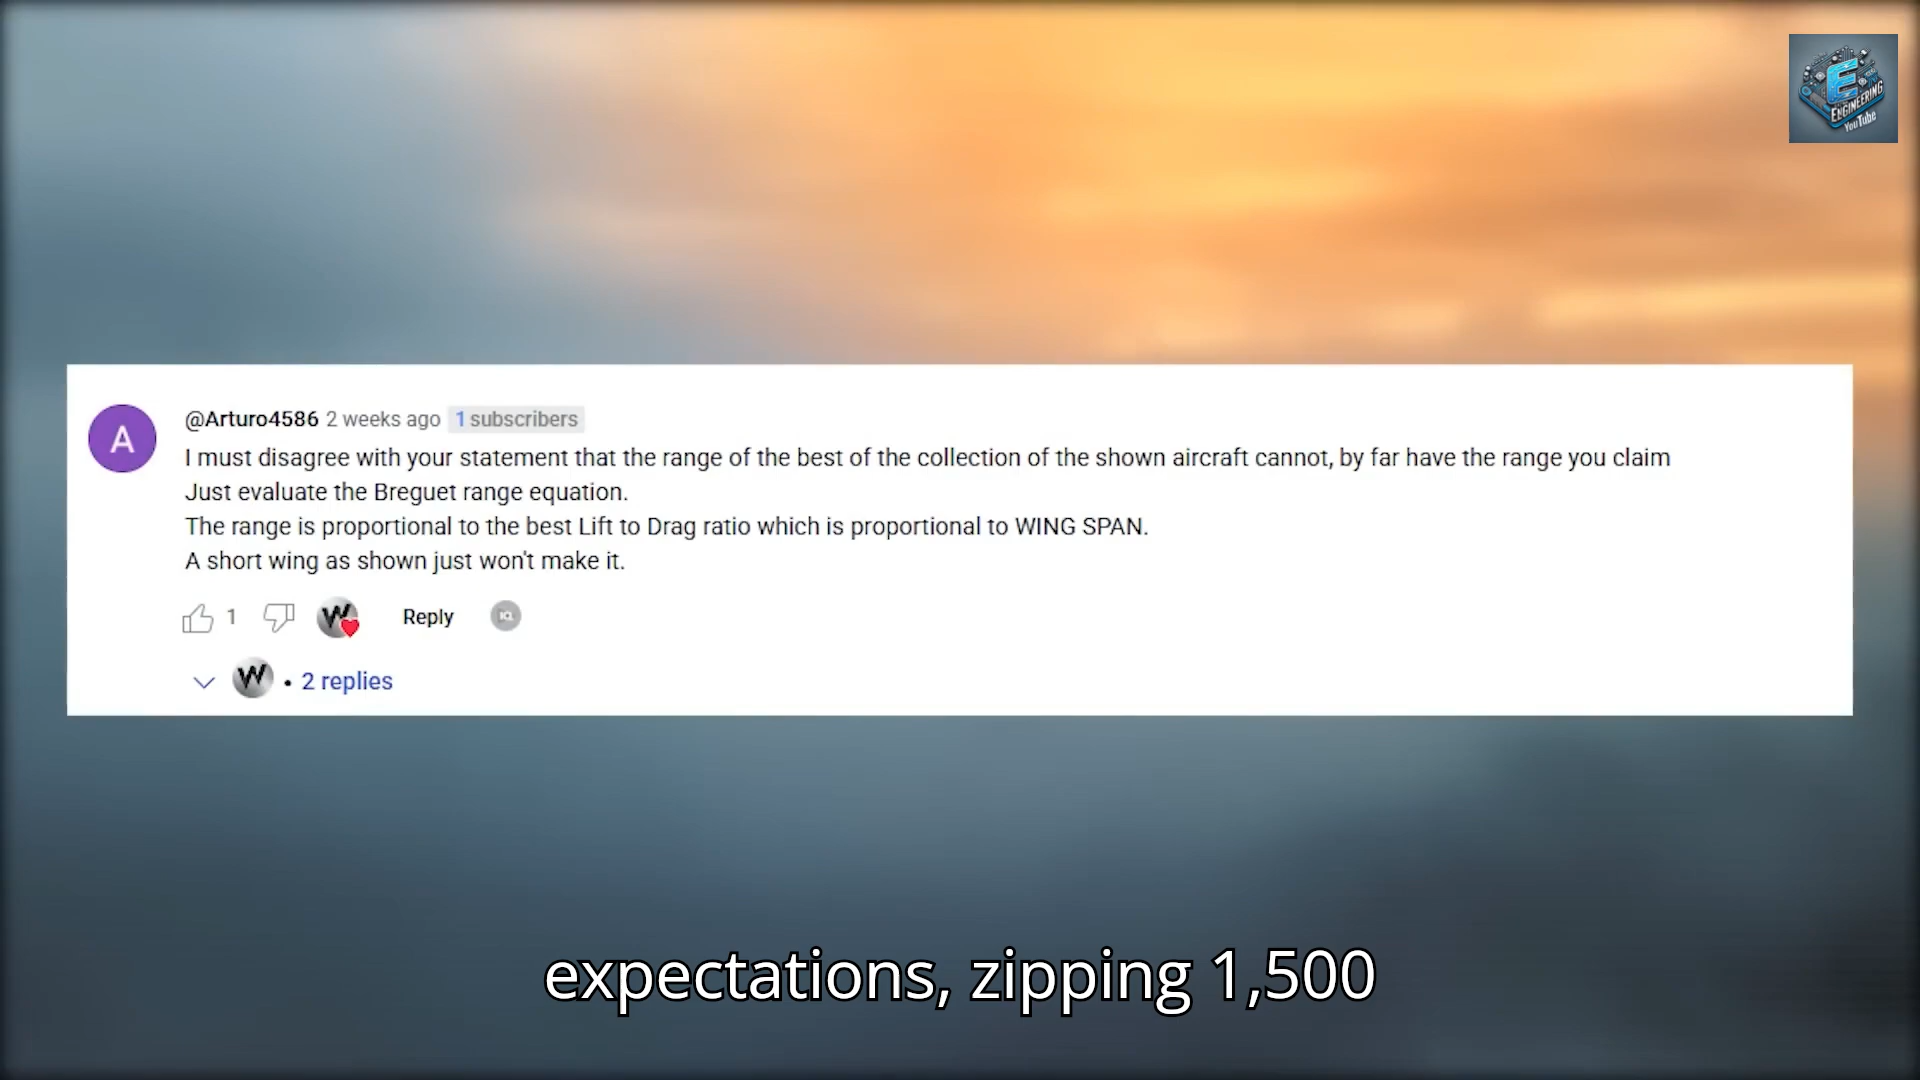 E
ENGINEERING
YouTube
A
@Arturo4586 2 weeks ago 1 subscribers
I must disagree with your statement that the range of the best of the collection of the shown aircraft cannot, by far have the range you claim
Just evaluate the Breguet range equation.
The range is proportional to the best Lift to Drag ratio which is proportional to WING SPAN.
A short wing as shown just won't make it.
1 W Reply IQ
W • 2 replies
expectations, zipping 1,500